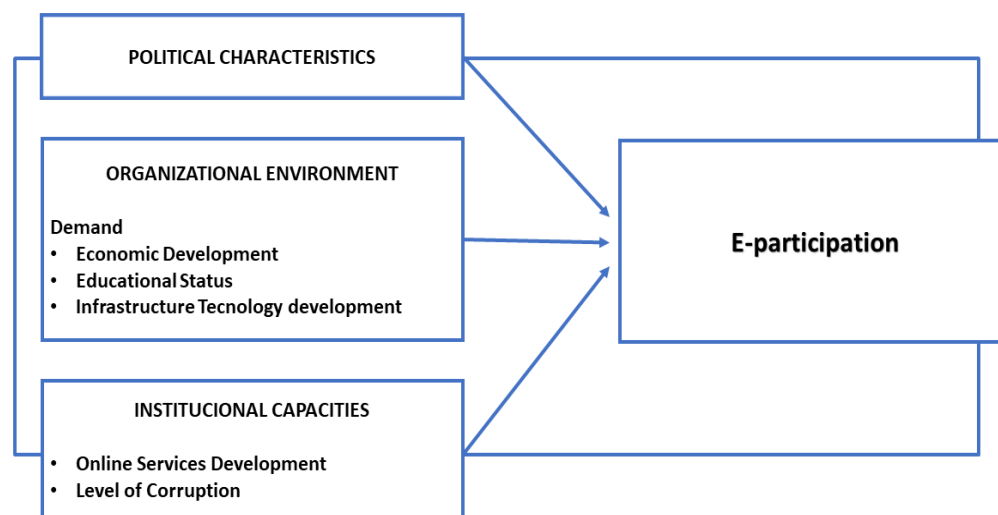 POLITICAL CHARACTERISTICS
ORGANIZATIONAL ENVIRONMENT
Demand
• Economic Development
• Educational Status
• Infrastructure Tecnology development
E-participation
INSTITUCIONAL CAPACITIES
• Online Services Development
• Level of Corruption